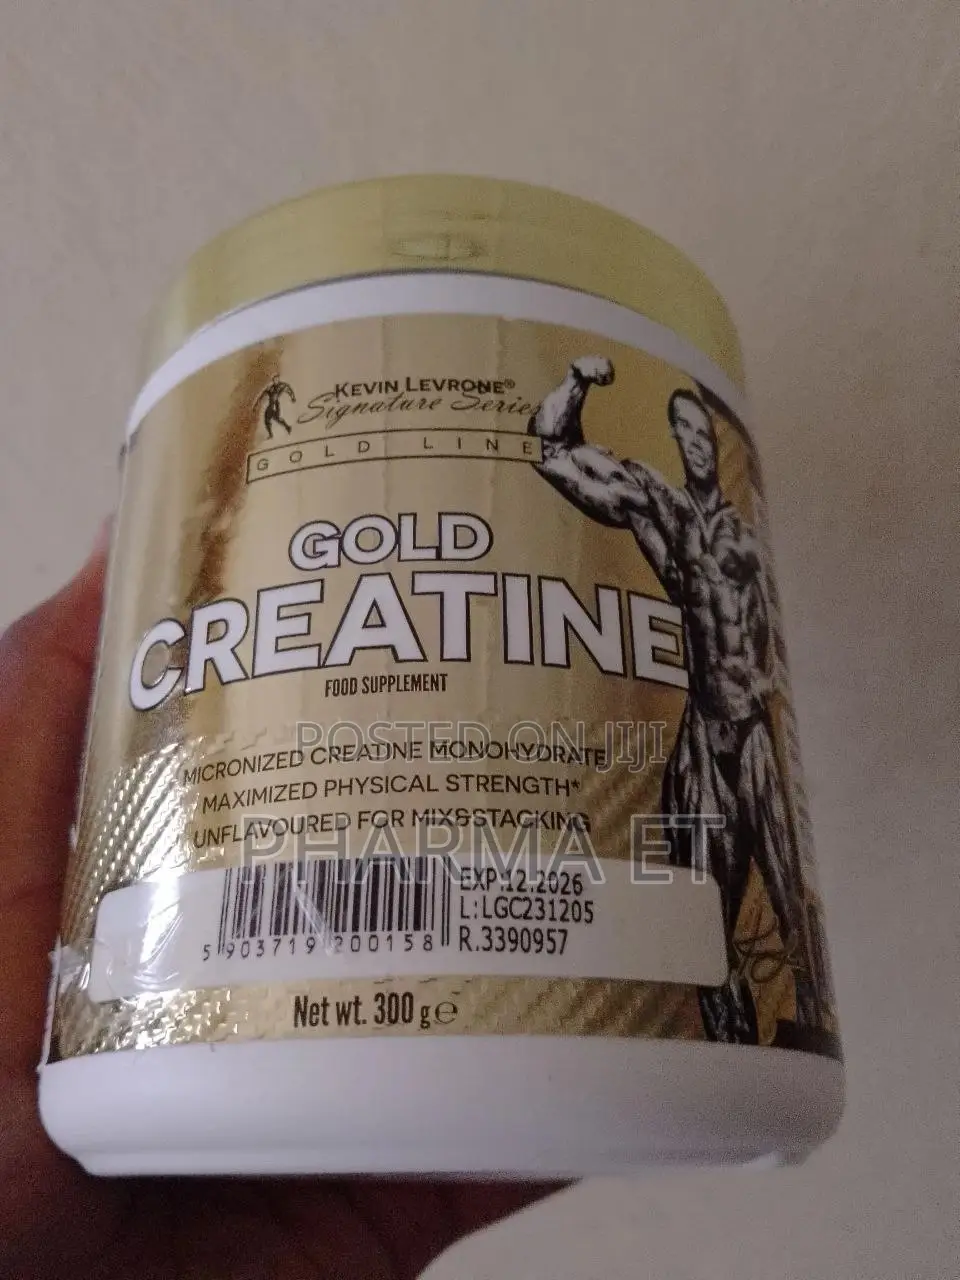 KEVIN LEVRONE®
Signature Series
GOLD LINE
GOLD
CREATINE
FOOD SUPPLEMENT
POSTED ON JIJI
MICRONIZED CREATINE MONOHYDRATE
MAXIMIZED PHYSICAL STRENGTH*
UNFLAVOURED FOR MIX&STACKING
PHARMA ET
EXP.12.2026
L:LGC231205
R.3390957
5 903719 200158
Net wt. 300 g ℮